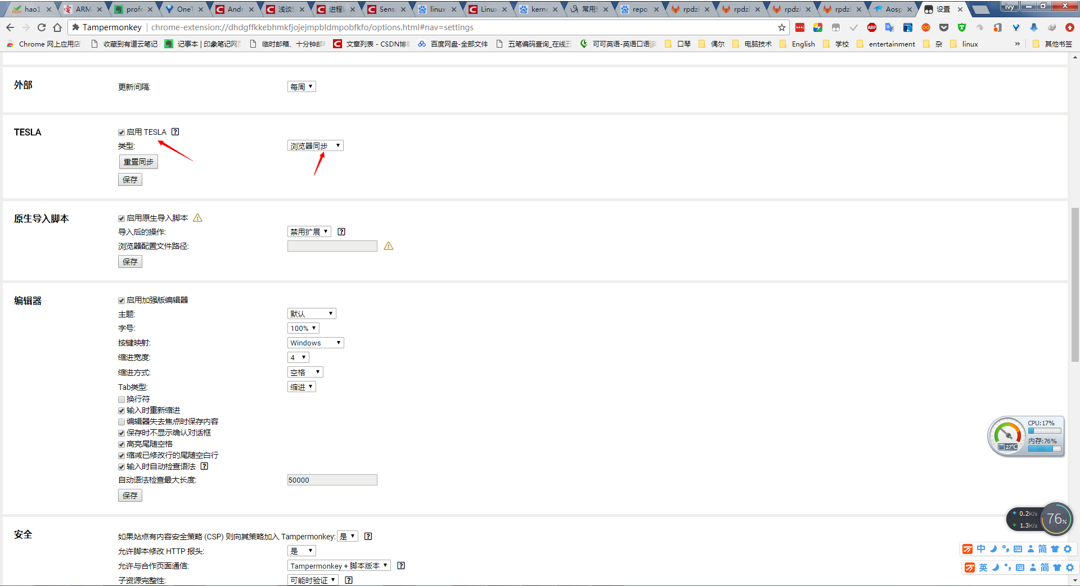 hao1 ARM profe One And 浅议 进程 Sens linux Linu kern 常用 repo rpdz rpdz rpdz rpdz Aosp 设置 ivy
Tampermonkey | chrome-extension://dhdgffkkebhmkfjojejmpbldmpobfkfo/options.html#nav=settings
Chrome 网上应用店 收藏到有道云笔记 记事本 | 印象笔记网 临时邮箱、十分钟邮 文章列表 - CSDN博 百度网盘-全部文件 五笔编码查询_在线五 可可英语-英语口语 口琴 偶尔 电脑技术 English 学校 entertainment 杂 linux » 其他书签
外部 更新间隔: 每周
TESLA 启用 TESLA [?]
类型: 浏览器同步
重置同步
保存
原生导入脚本 启用原生导入脚本
导入后的操作: 禁用扩展 [?]
浏览器配置文件路径:
保存
编辑器 启用加强版编辑器
主题: 默认
字号: 100%
按键映射: Windows
缩进宽度: 4
缩进方式: 空格
Tab类型: 缩进
换行符
输入时重新缩进
编辑器失去焦点时保存内容
保存时不显示确认对话框
高亮尾随空格
缩减已修改行的尾随空白行
输入时自动检查语法 [?]
自动语法检查最大长度: 50000
保存
CPU:17%
内存:76%
0.2K/s
1.3K/s
76%
安全 如果站点有内容安全策略 (CSP) 则向其策略加入 Tampermonkey: 是 [?]
允许脚本修改 HTTP 报头: 是
允许与合作页面通信: Tampermonkey + 脚本版本 [?]
子资源完整性: 可能时验证 [?]
中 简
英 简